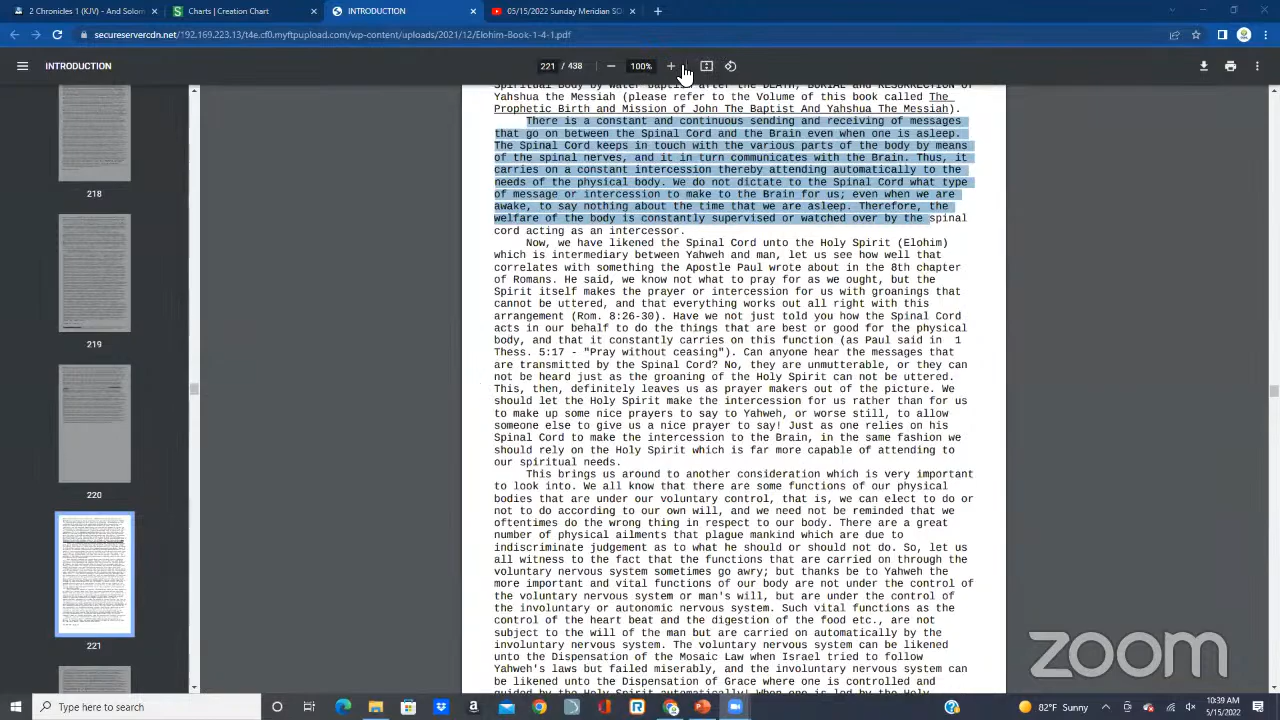 2 Chronicles 1 (KJV) - And Solom
Charts | Creation Chart
INTRODUCTION
05/15/2022 Sunday Meridian S
secureservercdn.net/192.169.223.13/t4e.cf0.myftpupload.com/wp-content/uploads/2021/12/Elohim-Book-1-4-1.pdf
INTRODUCTION
221 / 438
100%
218
219
220
221
Spiritual Body by Water Baptism after the DEATH, BURIAL and RESURRECTION of
Yahshua the Messiah (please refer to the Volume of this book called The
Prophetic Birth and Mission of John The Baptist And Yahshua The Messiah).
There is a constant and continuous sending and receiving of messages
that go on between the Spinal Cord and the Brain even when one is asleep.
The Spinal Cord keeps in touch with the various parts of the body by means
of the spinal nerves, and it in turn communicates with the Brain. Thus, it
carries on a constant intercession thereby attending automatically to the
needs of the physical body. We do not dictate to the Spinal Cord what type
of message or intercession to make to the Brain for us; even when we are
awake, to say nothing about the time that we are asleep. Therefore, the
welfare of the body is constantly supervised or watched over by the spinal
cord acting as an intercessor.
Now, we have likened the Spinal Cord unto the Holy Spirit (Elohim)
which is intermediary between Yahweh and man, let us see how well that
correlates with something the Apostle Paul wrote about in the 8th chapter
of Romans. He said, we know not what to pray for as we ought, but the
Spirit itself makes the prayer or intercession for us with groanings that
cannot be uttered, and that everything works out all right with this
arrangement (Rom. 8:26-30). Have we not just told you how the Spinal Cord
acts in our behalf to do the things that are best or good for the physical
body, and that it constantly carries on this function (as Paul said in 1
Thess. 5:17 - "Pray without ceasing"). Can anyone hear the messages that
are transmitted by the Spinal Cord? No, they are unmutterable, or they can
not be heard just as the groaning of the Holy Spirit can not be uttered.
This, then, definitely leaves us as prayer makers out of the picture. We
should let the Holy Spirit make the intercession for us rather than for us
to make up some nice prayers to say to Yahweh, or worse still, to allow
someone else to give us a nice prayer to say! Just as one relies on his
Spinal Cord to make the intercession to the Brain, in the same fashion we
should rely on the Holy Spirit which is far more capable of attending to
our spiritual needs.
This brings us around to another consideration which is very important
to look into. We all know that there are some functions of our physical
bodies that are under our voluntary control, that is, we can elect to do or
not to do according to our own will, and we need not be reminded that we
oftentimes do the wrong thing in respect to our body. There are a great
number of physical ailments that plague mankind which are due to
indiscriminate judgement as to what he should or should not do. So, let us
all witness to the fact that the functions that are carried on through the
voluntary nervous system sometimes go awry; but thanks be to Yahweh the
more important and vital functions of our body are not under the control of
the voluntary nervous system or man's will, but are under the control of
the involuntary or autonomic nervous system. Such vital functions as the
control of the heart beat and the digestion of the food etc., are not
subject to the will of the man but are carried on automatically by the
involuntary nervous system. The voluntary nervous system can be likened
unto the Dispensation of the Mosaic Law when Israel tried to follow
Yahweh's laws but failed miserably, and the involuntary nervous system can
be likened unto the Dispensation of Grace where one is controlled and
guided by the Holy Spirit automatically! When one is led by the Holy
zoom
Type here to search
82°F Sunny
10:39 AM
5/15/2022